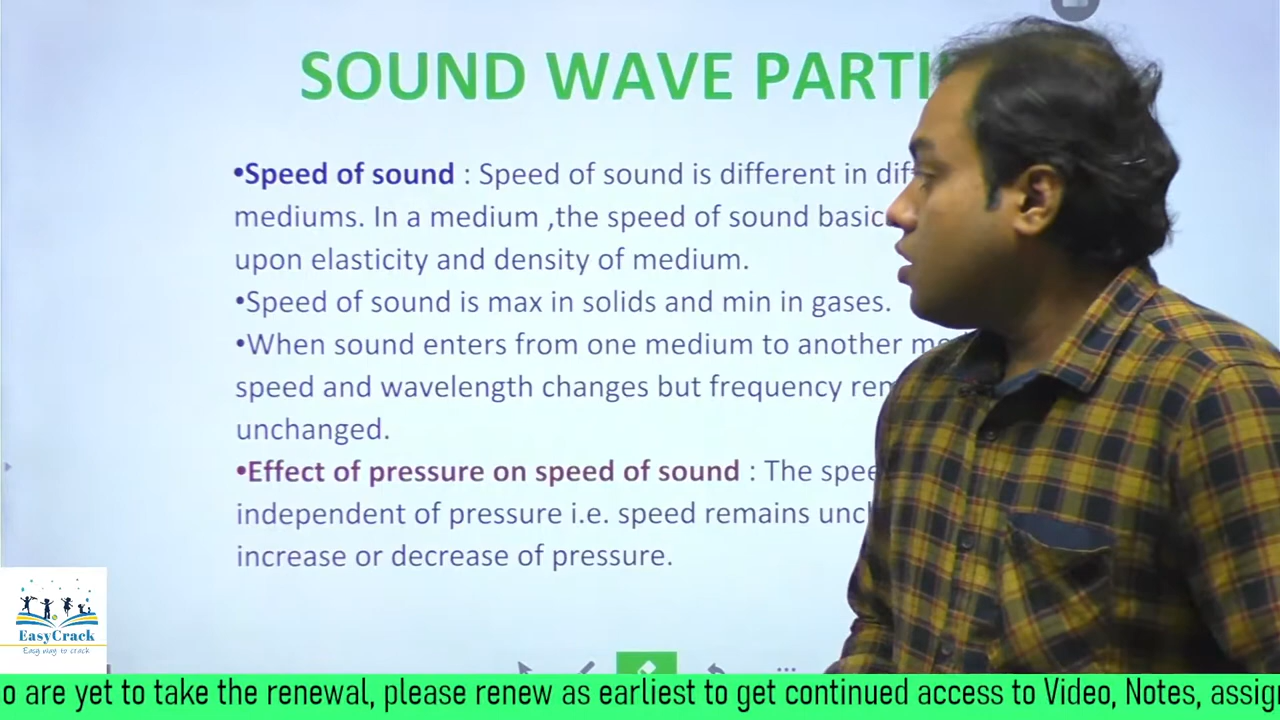 SOUND WAVE PARTI
•Speed of sound : Speed of sound is different in diff
mediums. In a medium ,the speed of sound basic
upon elasticity and density of medium.
•Speed of sound is max in solids and min in gases.
•When sound enters from one medium to another me
speed and wavelength changes but frequency rem
unchanged.
•Effect of pressure on speed of sound : The spee
independent of pressure i.e. speed remains uncl
increase or decrease of pressure.
EasyCrack
Easy way to crack
o are yet to take the renewal, please renew as earliest to get continued access to Video, Notes, assig